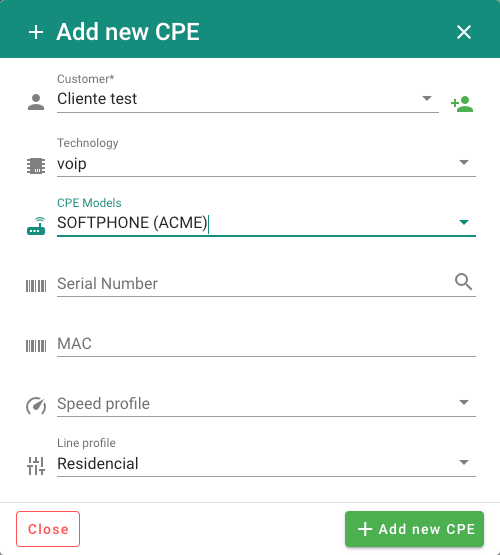 Add new CPE
Customer*
Cliente test
Technology
voip
CPE Models
SOFTPHONE (ACME)
Serial Number
MAC
Speed profile
Line profile
Residencial
Close
Add new CPE